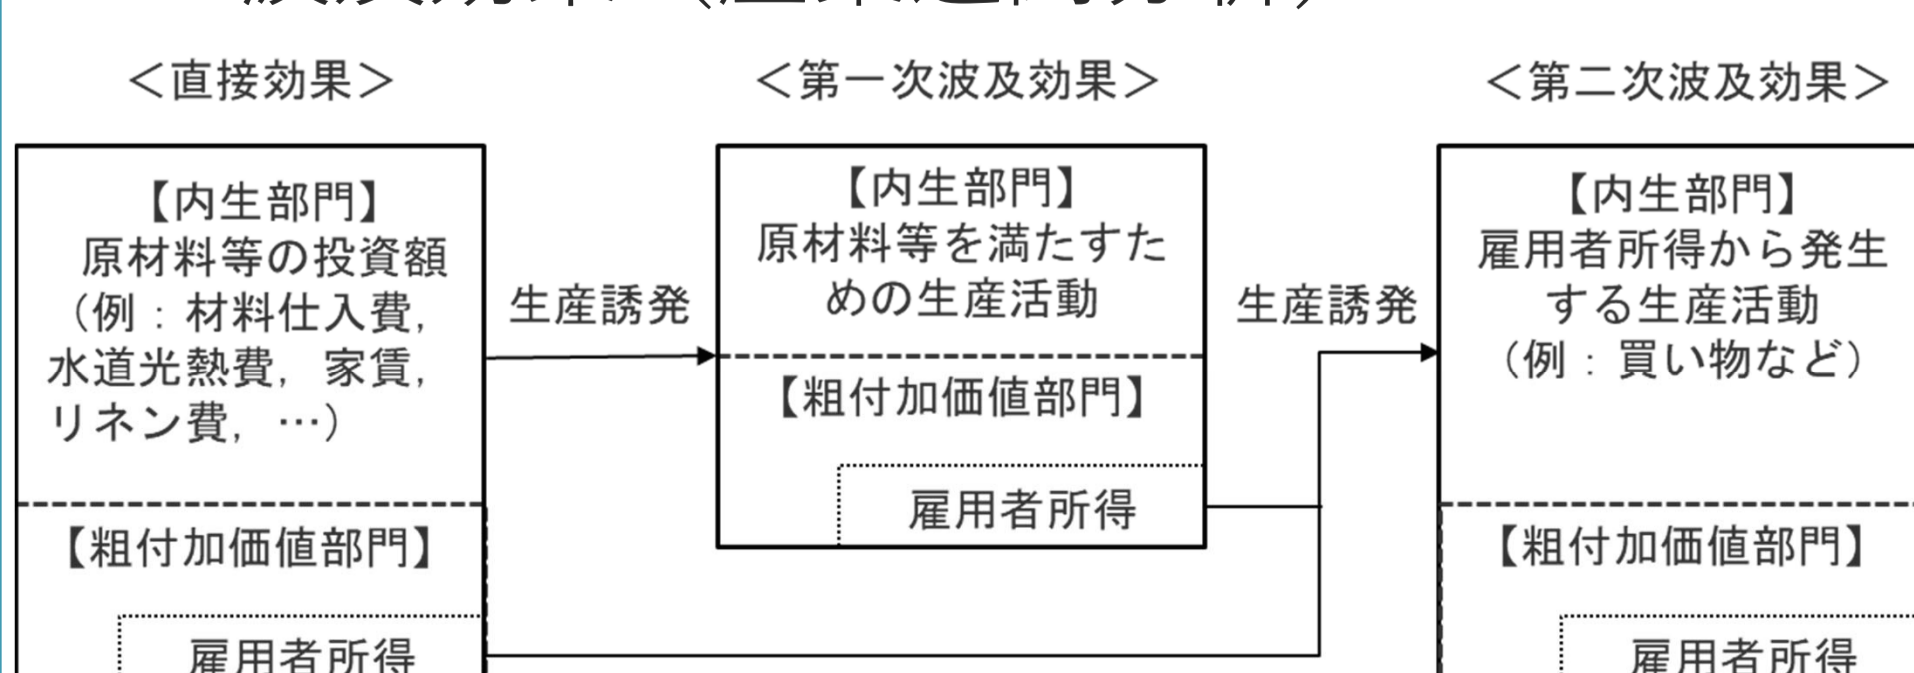 ＜直接効果＞
【内生部門】
原材料等の投資額
（例：材料仕入費，
水道光熱費，家賃，
リネン費，…）
【粗付加価値部門】
雇用者所得
生産誘発
＜第一次波及効果＞
【内生部門】
原材料等を満たすた
めの生産活動
【粗付加価値部門】
雇用者所得
生産誘発
＜第二次波及効果＞
【内生部門】
雇用者所得から発生
する生産活動
（例：買い物など）
【粗付加価値部門】
雇用者所得